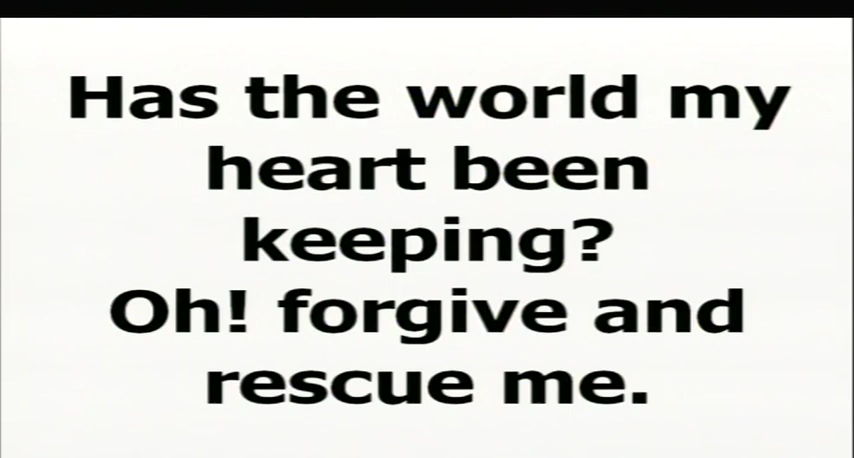 Has the world my
heart been
keeping?
Oh! forgive and
rescue me.